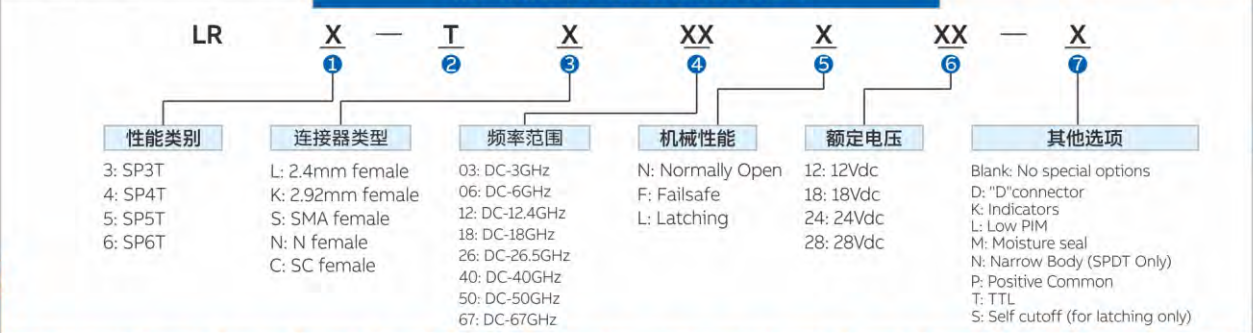 LR X — T X XX X XX — X
1 2 3 4 5 6 7
性能类别
3: SP3T
4: SP4T
5: SP5T
6: SP6T
连接器类型
L: 2.4mm female
K: 2.92mm female
S: SMA female
N: N female
C: SC female
频率范围
03: DC-3GHz
06: DC-6GHz
12: DC-12.4GHz
18: DC-18GHz
26: DC-26.5GHz
40: DC-40GHz
50: DC-50GHz
67: DC-67GHz
机械性能
N: Normally Open
F: Failsafe
L: Latching
额定电压
12: 12Vdc
18: 18Vdc
24: 24Vdc
28: 28Vdc
其他选项
Blank: No special options
D: "D"connector
K: Indicators
L: Low PIM
M: Moisture seal
N: Narrow Body (SPDT Only)
P: Positive Common
T: TTL
S: Self cutoff (for latching only)